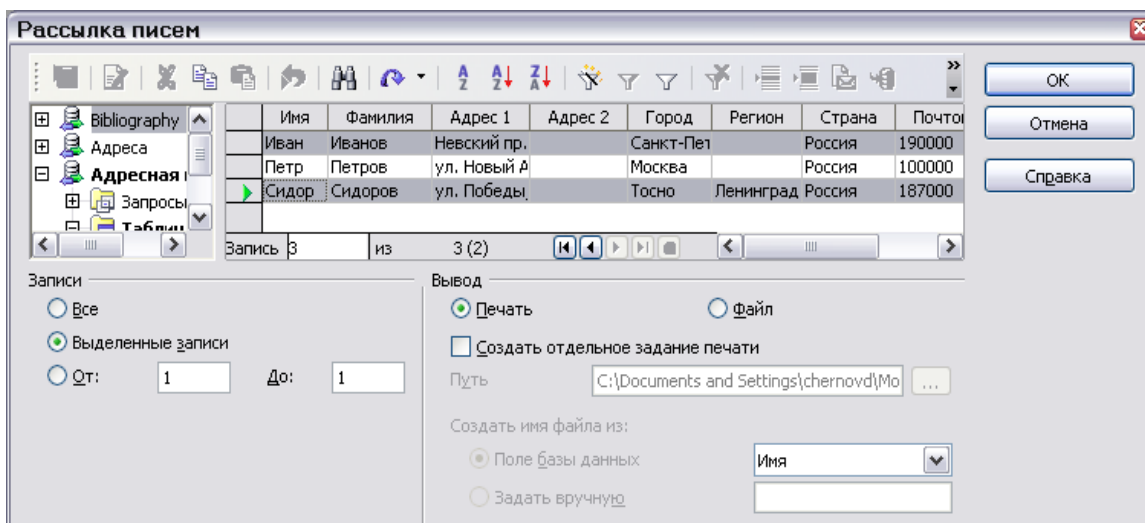 Рассылка писем
ОК
Отмена
Справка
Bibliography
Адреса
Адресная
Запросы
Имя Фамилия Адрес 1 Адрес 2 Город Регион Страна Почто
Иван Иванов Невский пр. Санкт-Пет Россия 190000
Петр Петров ул. Новый А Москва Россия 100000
Сидор Сидоров ул. Победы Тосно Ленинград Россия 187000
Запись 3 из 3 (2)
Записи
Все
Выделенные записи
От: 1 До: 1
Вывод
Печать Файл
Создать отдельное задание печати
Путь C:\Documents and Settings\chernovd\Mo ...
Создать имя файла из:
Поле базы данных Имя
Задать вручную